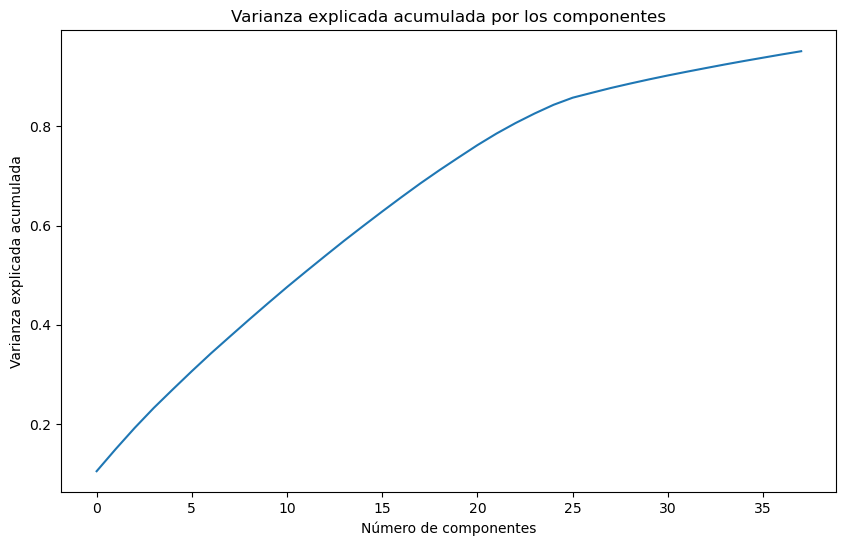 Varianza explicada acumulada por los componentes
Varianza explicada acumulada
0.8
0.6
0.4
0.2
0 5 10 15 20 25 30 35
Número de componentes